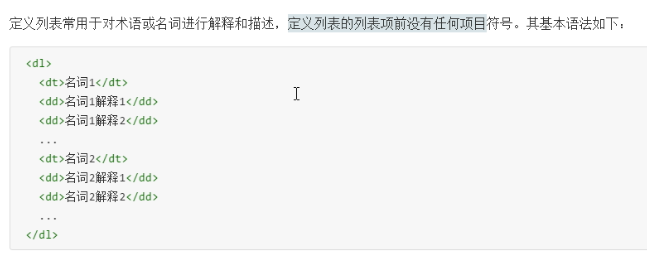 定义列表常用于对术语或名词进行解释和描述，定义列表的列表项前没有任何项目符号。其基本语法如下：
<dl>
<dt>名词1</dt>
<dd>名词1解释1</dd>
<dd>名词1解释2</dd>
...
<dt>名词2</dt>
<dd>名词2解释1</dd>
<dd>名词2解释2</dd>
...
</dl>